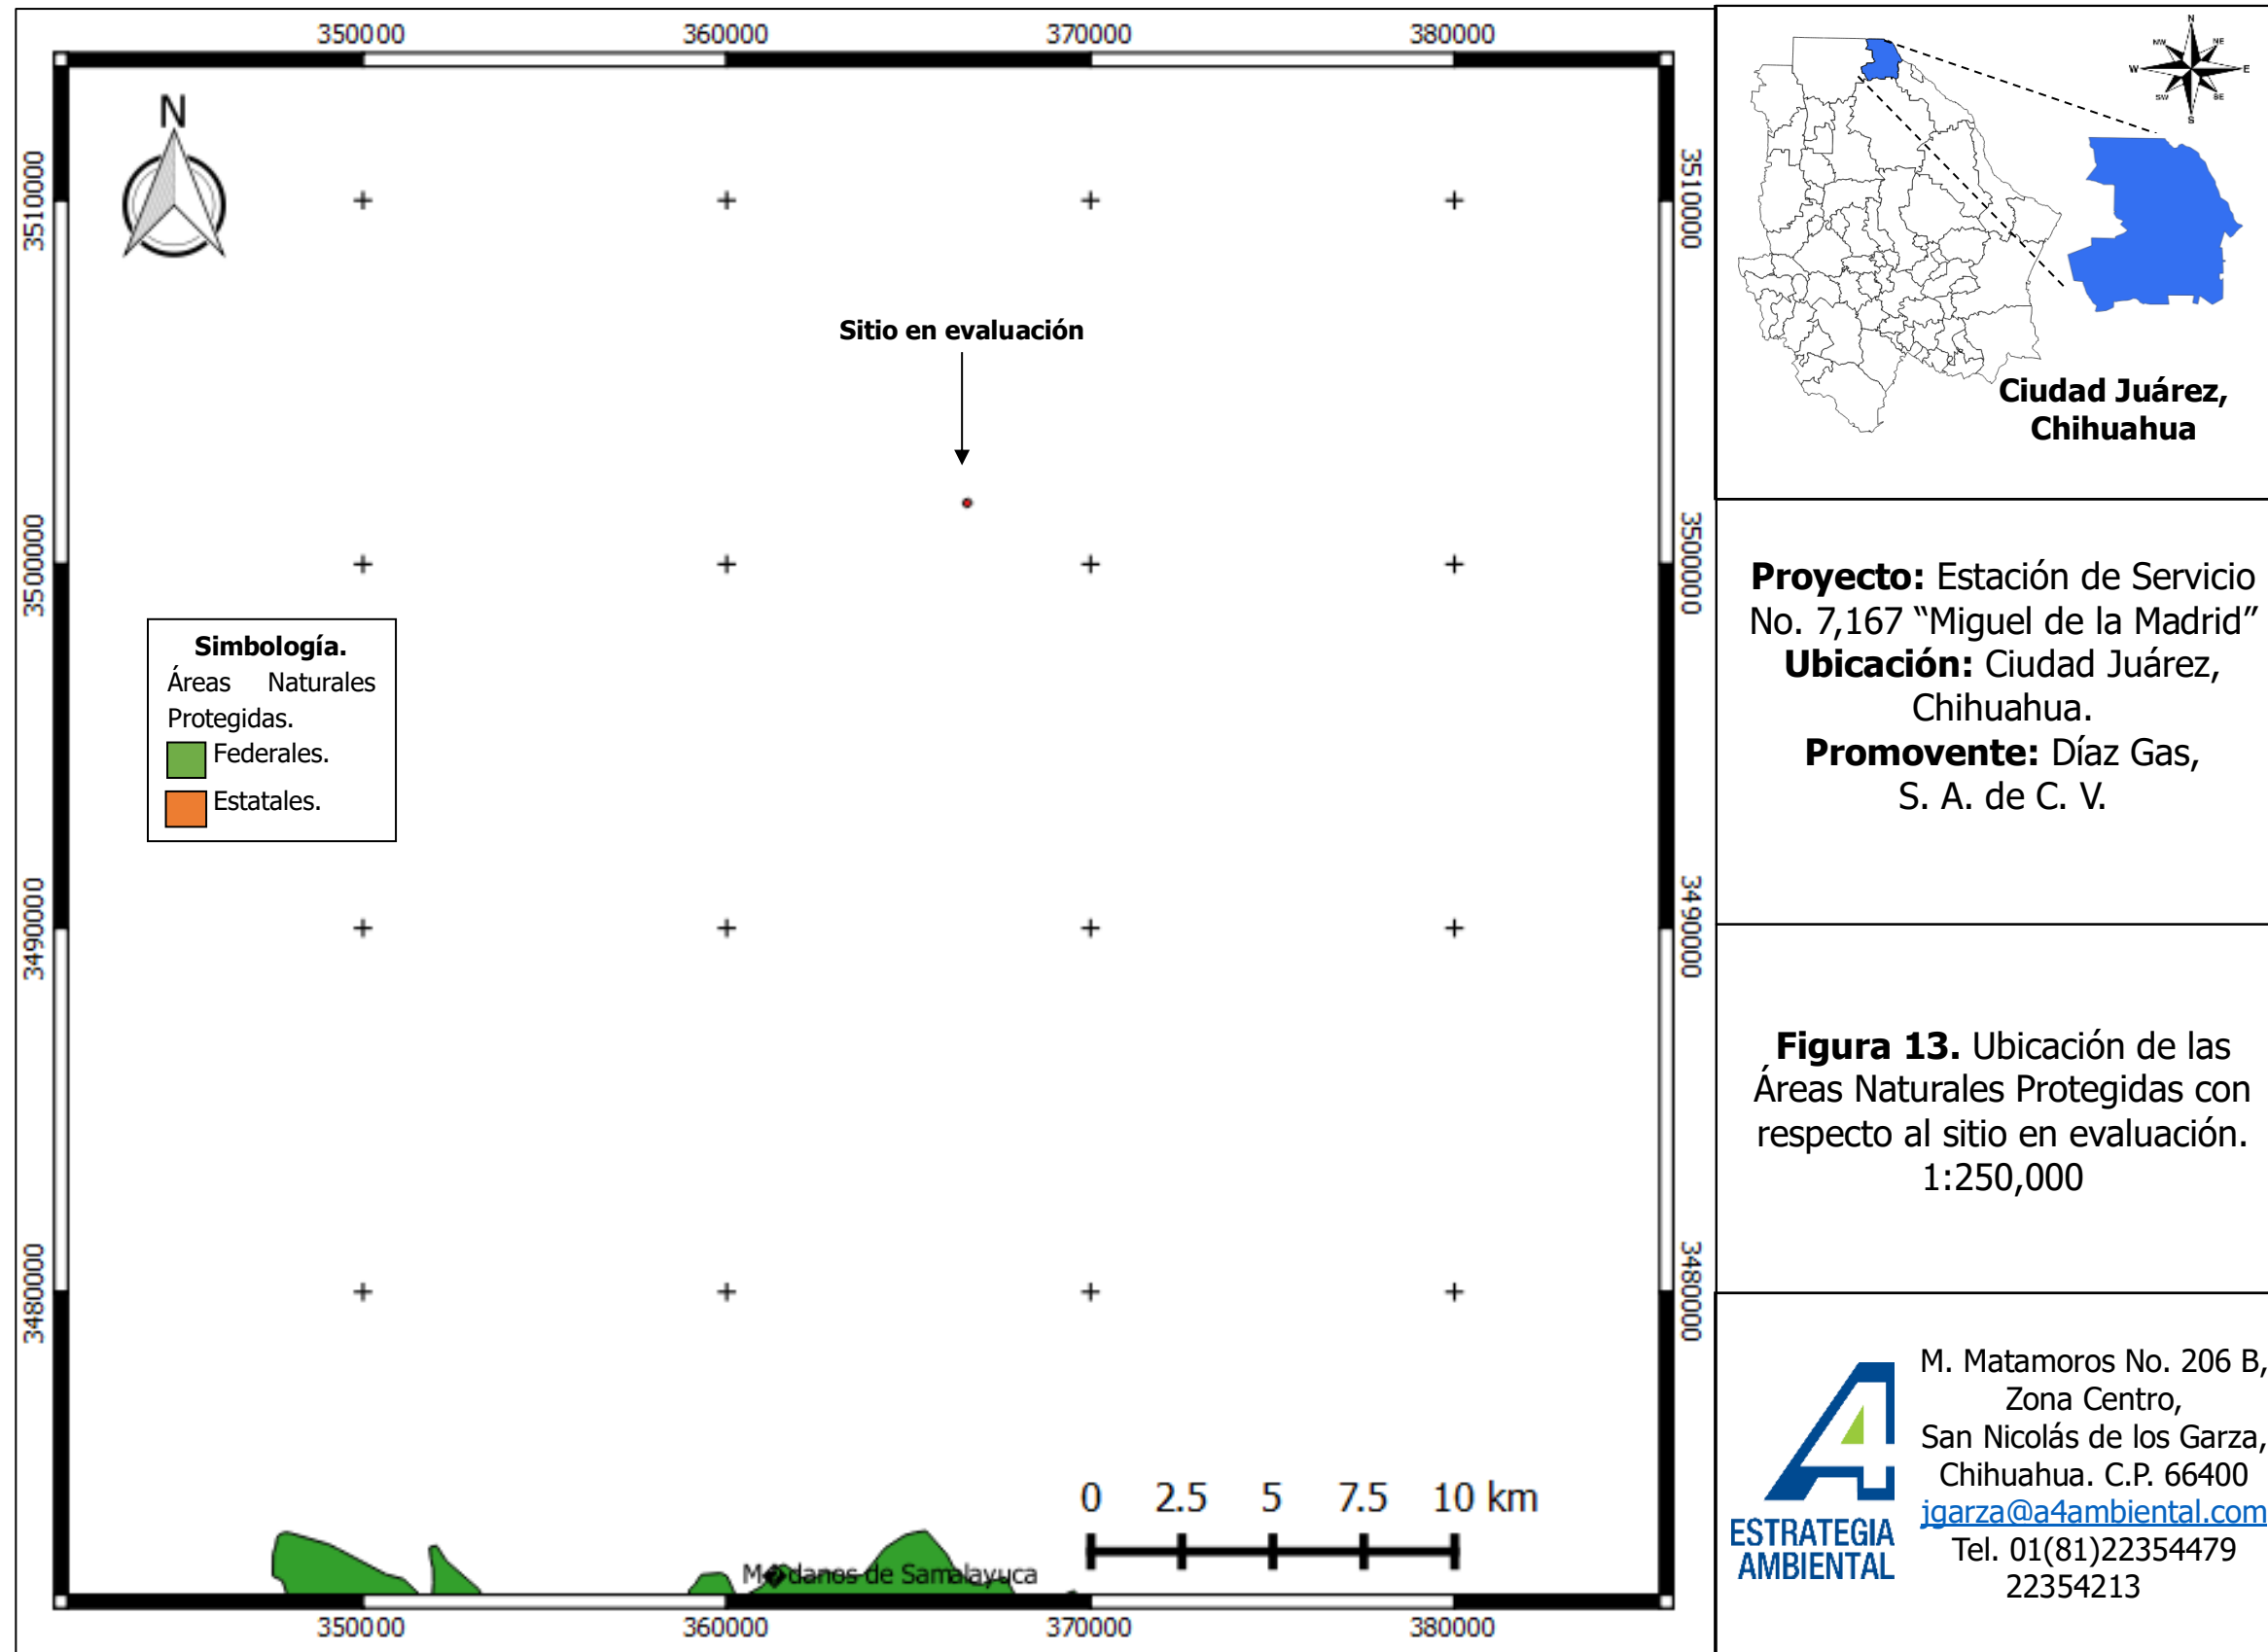 350000
360000
370000
380000
N
3510000
3510000
Sitio en evaluación
3500000
3500000
Simbología.
Áreas Naturales
Protegidas.
Federales.
Estatales.
3490000
3490000
3480000
3480000
0 2.5 5 7.5 10 km
M�danos de Samalayuca
350000
360000
370000
380000
N
NW
NE
W
E
SW
SE
S
Ciudad Juárez,
Chihuahua
Proyecto: Estación de Servicio
No. 7,167 “Miguel de la Madrid”
Ubicación: Ciudad Juárez,
Chihuahua.
Promovente: Díaz Gas,
S. A. de C. V.
Figura 13. Ubicación de las
Áreas Naturales Protegidas con
respecto al sitio en evaluación.
1:250,000
ESTRATEGIA
AMBIENTAL
M. Matamoros No. 206 B,
Zona Centro,
San Nicolás de los Garza,
Chihuahua. C.P. 66400
jgarza@a4ambiental.com
Tel. 01(81)22354479
22354213